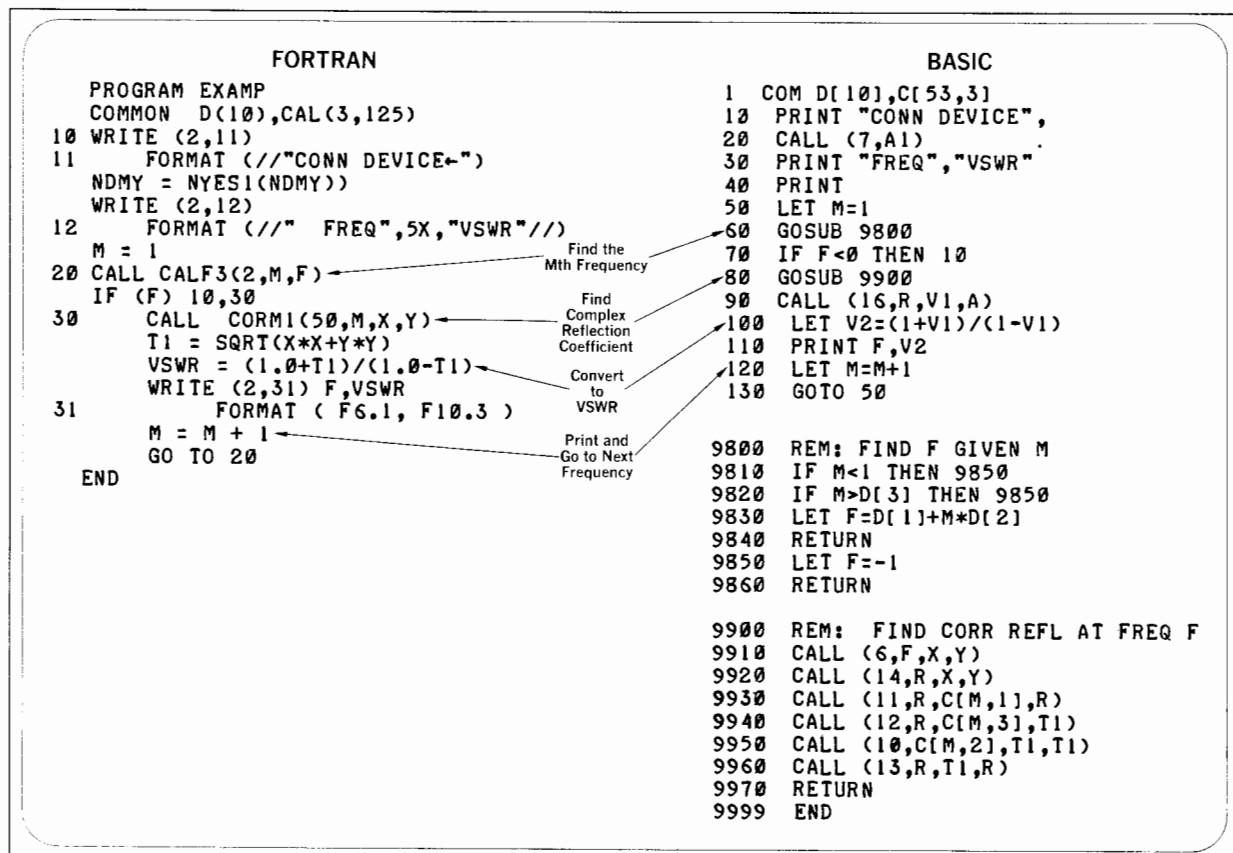 FORTRAN
PROGRAM EXAMP
COMMON D(10),CAL(3,125)
10 WRITE (2,11)
11 FORMAT (//"CONN DEVICE←")
NDMY = NYES1(NDMY))
WRITE (2,12)
12 FORMAT (//" FREQ",5X,"VSWR"//)
M = 1
20 CALL CALF3(2,M,F)
IF (F) 10,30
30 CALL CORM1(50,M,X,Y)
T1 = SQRT(X*X+Y*Y)
VSWR = (1.0+T1)/(1.0-T1)
WRITE (2,31) F,VSWR
31 FORMAT ( F6.1, F10.3 )
M = M + 1
GO TO 20
END
Find the
Mth Frequency
Find
Complex
Reflection
Coefficient
Convert
to
VSWR
Print and
Go to Next
Frequency
BASIC
1 COM D[10],C[53,3]
10 PRINT "CONN DEVICE",
20 CALL (7,A1)
30 PRINT "FREQ","VSWR"
40 PRINT
50 LET M=1
60 GOSUB 9800
70 IF F<0 THEN 10
80 GOSUB 9900
90 CALL (16,R,V1,A)
100 LET V2=(1+V1)/(1-V1)
110 PRINT F,V2
120 LET M=M+1
130 GOTO 50
9800 REM: FIND F GIVEN M
9810 IF M<1 THEN 9850
9820 IF M>D[3] THEN 9850
9830 LET F=D[1]+M*D[2]
9840 RETURN
9850 LET F=-1
9860 RETURN
9900 REM: FIND CORR REFL AT FREQ F
9910 CALL (6,F,X,Y)
9920 CALL (14,R,X,Y)
9930 CALL (11,R,C[M,1],R)
9940 CALL (12,R,C[M,3],T1)
9950 CALL (10,C[M,2],T1,T1)
9960 CALL (13,R,T1,R)
9970 RETURN
9999 END